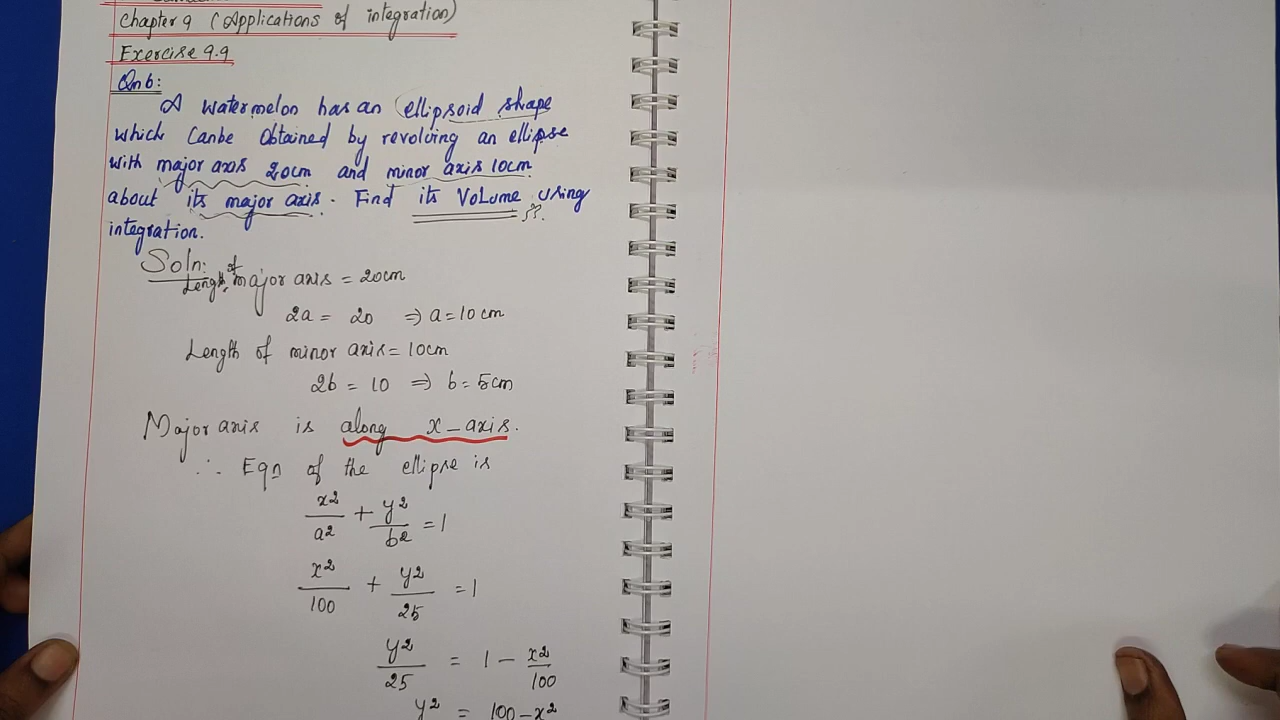 Chapter 9 (Applications of integration)
Exercise 9.9
Qn 6:
A watermelon has an ellipsoid shape
which canbe obtained by revolving an ellipse
with major axis 20cm and minor axis 10cm
about its major axis. Find its Volume using
integration.
Soln:
Length of major axis = 20cm
2a = 20 ⇒ a = 10 cm
Length of minor axis = 10cm
2b = 10 ⇒ b = 5cm
Major axis is along x-axis.
∴ Eqn of the ellipse is
x²/a² + y²/b² = 1
x²/100 + y²/25 = 1
y²/25 = 1 - x²/100
y² = 100 - x²